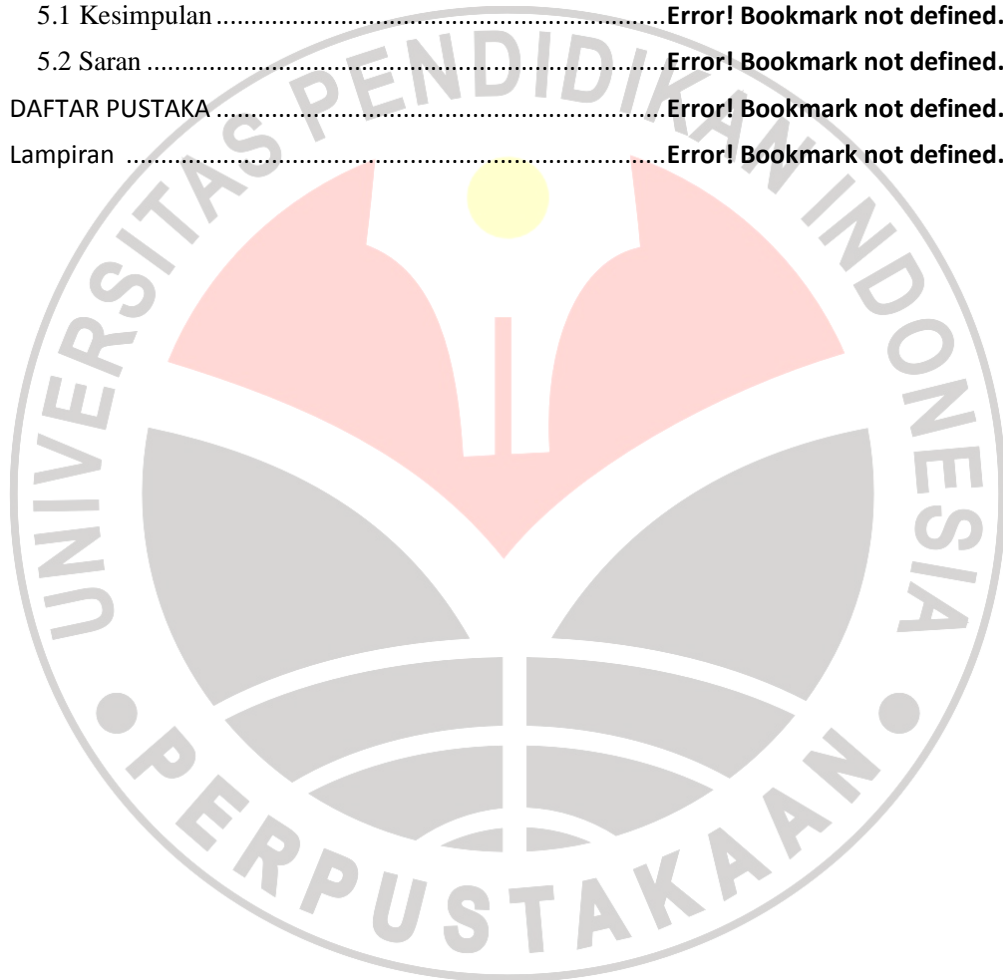 5.1 Kesimpulan ........................................................................ Error! Bookmark not defined.
5.2 Saran ................................................................................... Error! Bookmark not defined.
DAFTAR PUSTAKA ........................................................................ Error! Bookmark not defined.
Lampiran ...................................................................................... Error! Bookmark not defined.
UNIVERSITAS PENDIDIKAN INDONESIA
PERPUSTAKAAN